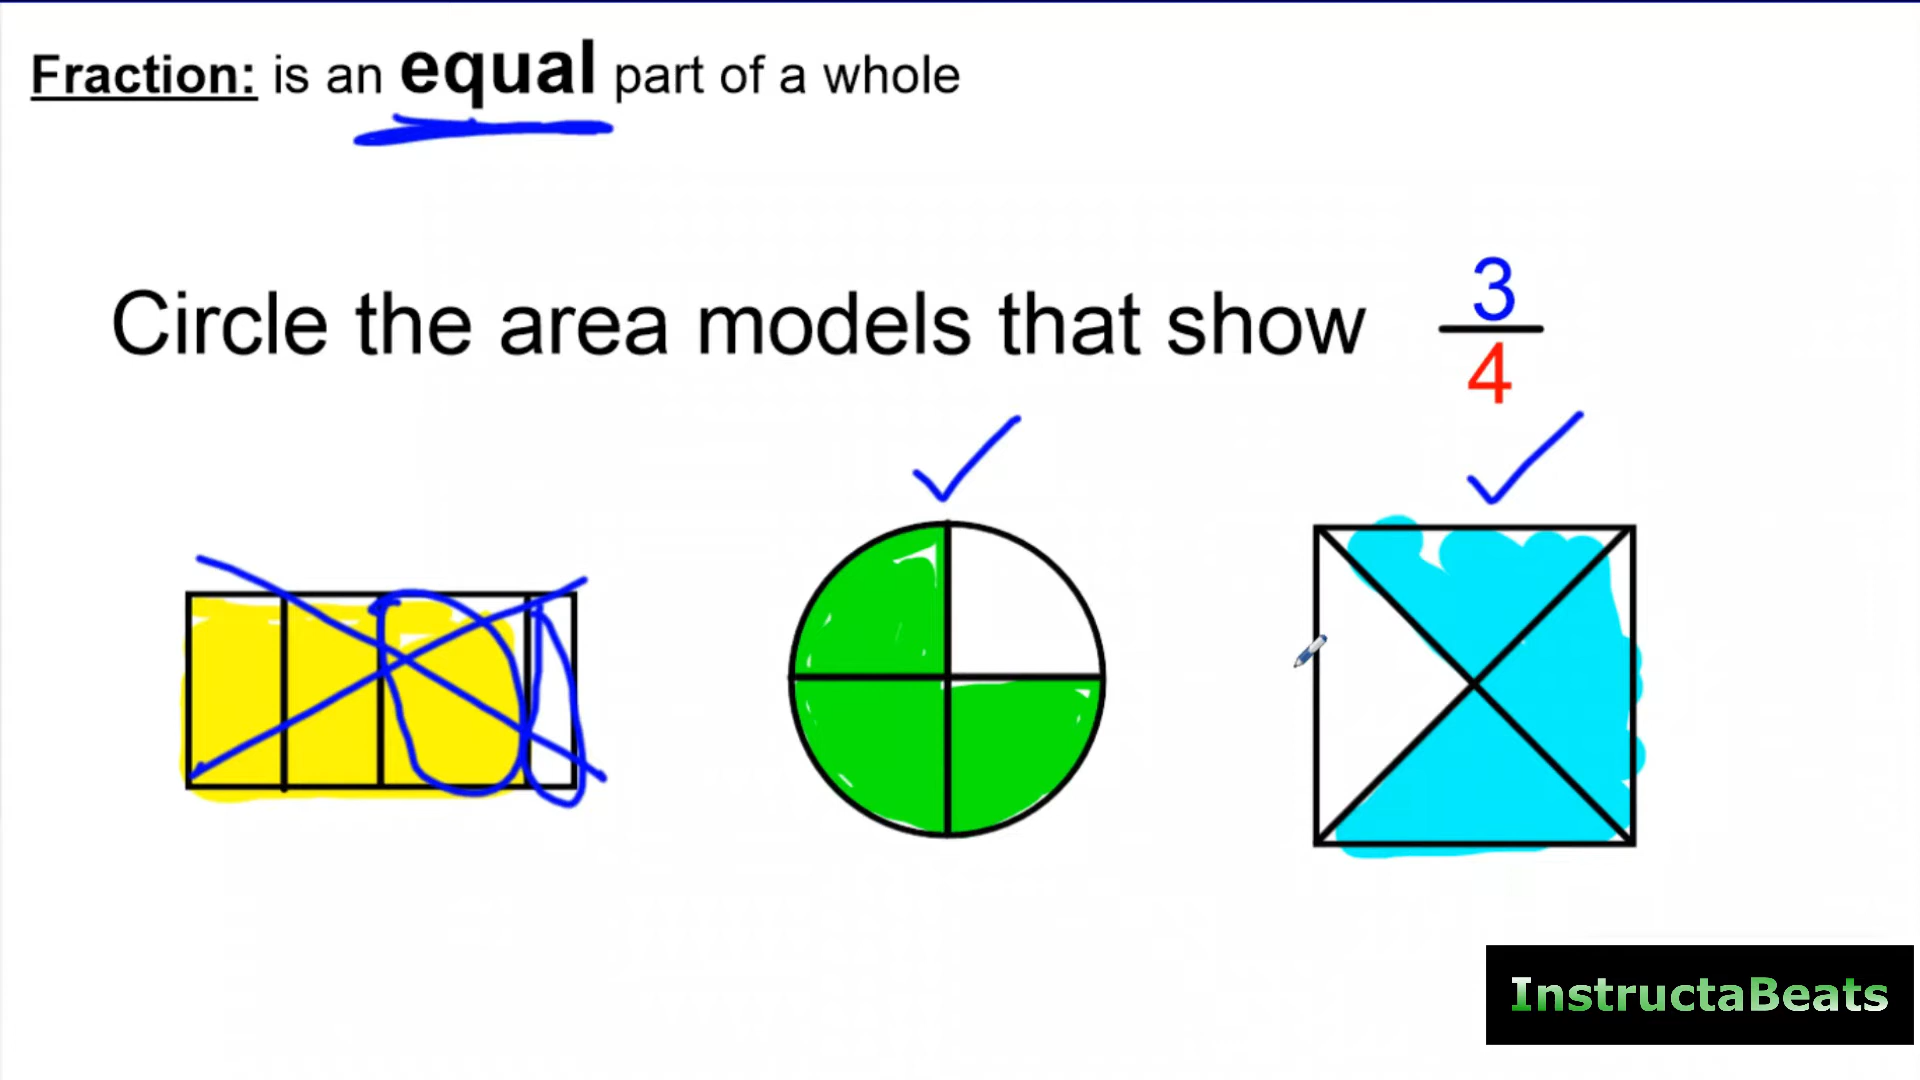 Fraction: is an equal part of a whole
Circle the area models that show 3/4
InstructaBeats